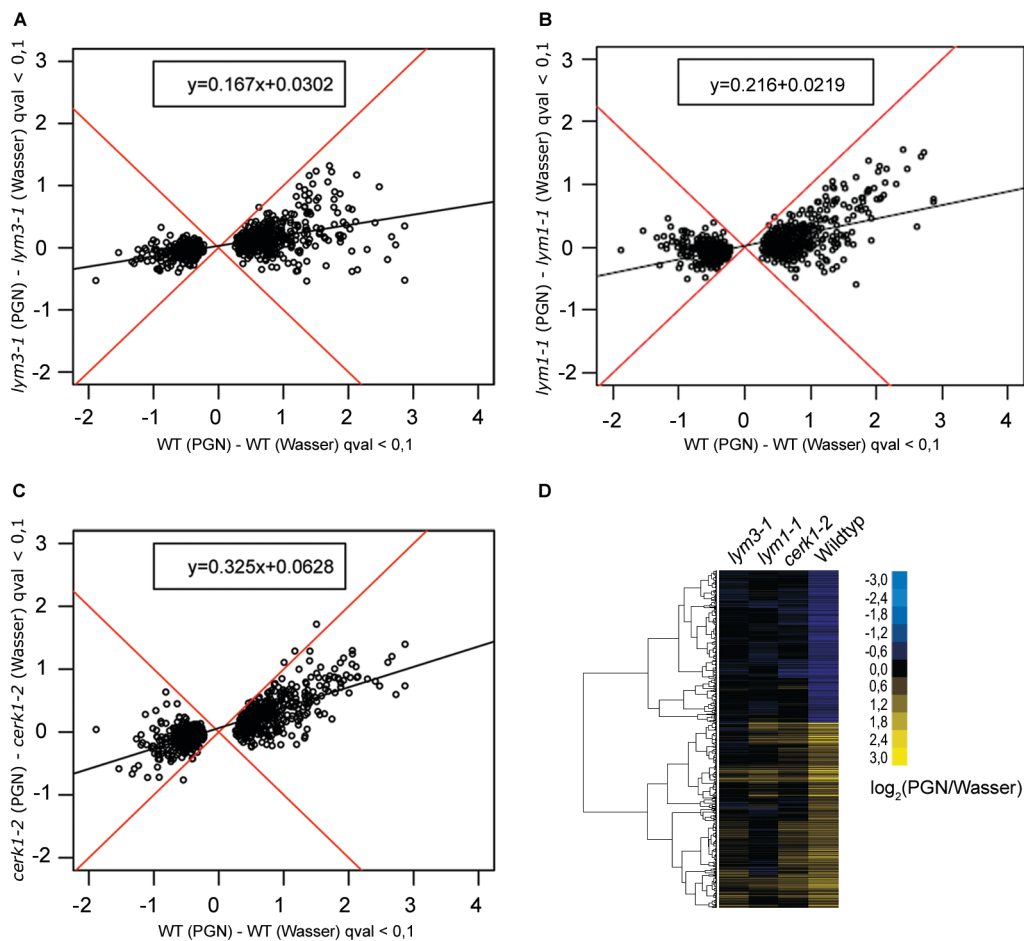 A
y=0.167x+0.0302
lym3-1 (PGN) - lym3-1 (Wasser) qval < 0,1
3
2
1
0
-1
-2
-2 -1 0 1 2 3 4
WT (PGN) - WT (Wasser) qval < 0,1
B
y=0.216+0.0219
lym1-1 (PGN) - lym1-1 (Wasser) qval < 0,1
3
2
1
0
-1
-2
-2 -1 0 1 2 3 4
WT (PGN) - WT (Wasser) qval < 0,1
C
y=0.325x+0.0628
cerk1-2 (PGN) - cerk1-2 (Wasser) qval < 0,1
3
2
1
0
-1
-2
-2 -1 0 1 2 3 4
WT (PGN) - WT (Wasser) qval < 0,1
D
lym3-1 lym1-1 cerk1-2 Wildtyp
-3,0
-2,4
-1,8
-1,2
-0,6
0,0
0,6
1,2
1,8
2,4
3,0
log₂(PGN/Wasser)